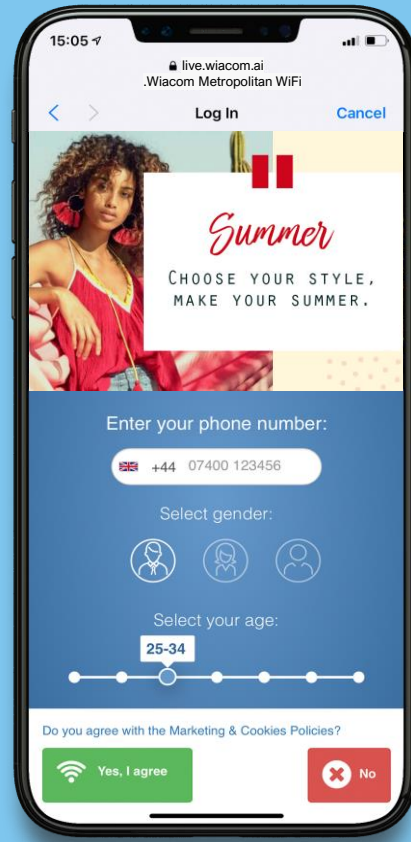 15:05
live.wiacom.ai
.Wiacom Metropolitan WiFi
Log In
Cancel
Summer
CHOOSE YOUR STYLE,
MAKE YOUR SUMMER.
Enter your phone number:
+44 07400 123456
Select gender:
Select your age:
25-34
Do you agree with the Marketing & Cookies Policies?
Yes, I agree
No